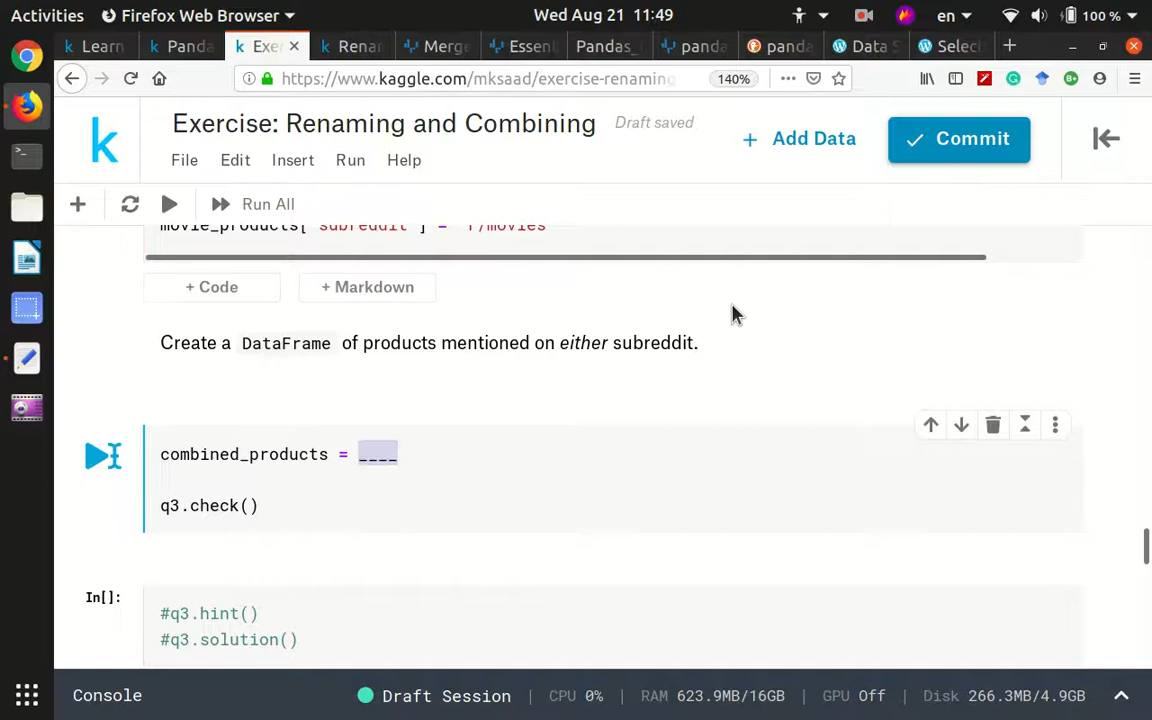 Activities
Firefox Web Browser
Wed Aug 21 11:49
en
100 %
Learn
Panda
Exer
Renar
Merge
Essen
Pandas_
panda
panda
Data S
Select
https://www.kaggle.com/mksaad/exercise-renaming
140%
Exercise: Renaming and Combining
Draft saved
+ Add Data
Commit
File Edit Insert Run Help
Run All
movie_products["subreddit"] = "r/movies"
+ Code
+ Markdown
Create a DataFrame of products mentioned on either subreddit.
combined_products = ____
q3.check()
In[]:
#q3.hint()
#q3.solution()
Console
Draft Session
CPU 0%
RAM 623.9MB/16GB
GPU Off
Disk 266.3MB/4.9GB